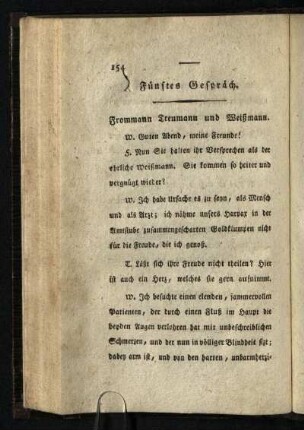 154
Fünftes Gespräch.
Frommann Treumann und Weißmann.
W. Guten Abend, meine Freunde!
F. Nun Sie halten ihr Versprechen als der
ehrliche Weißmann. Sie kommen so heiter und
vergnügt wieder!
W. Ich habe Ursache es zu seyn, als Mensch
und als Arzt; ich nähme unsers Harpax in der
Amtsstube zusammengescharten Goldklumpen nicht
für die Freude, die ich genoß.
T. Läßt sich ihre Freude nicht theilen? Hier
ist auch ein Herz, welches sie gern aufnimmt.
W. Ich besuchte einen elenden, jammervollen
Patienten, der durch einen Fluß im Haupt die
beyden Augen verlohren hat mit unbeschreiblichen
Schmerzen, und der nun in völliger Blindheit sizt;
dabey arm ist, und von den harten, unbarmherzi-